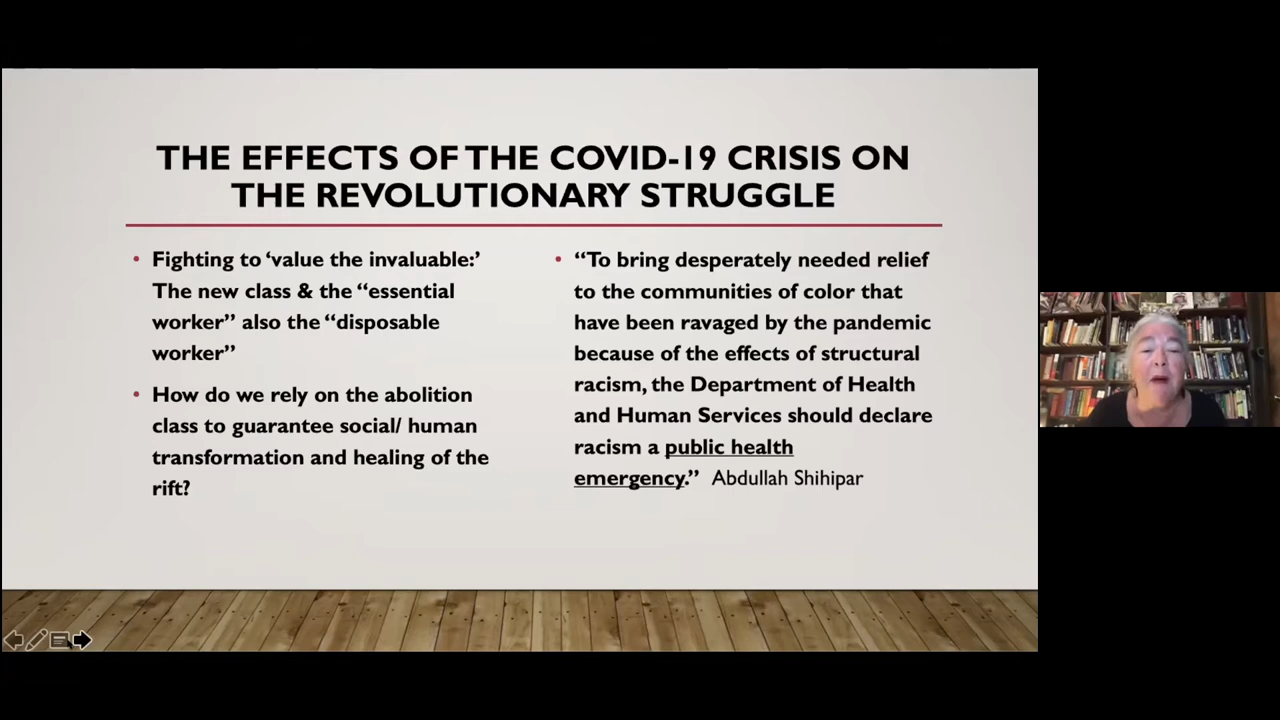 THE EFFECTS OF THE COVID-19 CRISIS ON
THE REVOLUTIONARY STRUGGLE
• Fighting to ‘value the invaluable:’
The new class & the “essential
worker” also the “disposable
worker”
• How do we rely on the abolition
class to guarantee social/ human
transformation and healing of the
rift?
• “To bring desperately needed relief
to the communities of color that
have been ravaged by the pandemic
because of the effects of structural
racism, the Department of Health
and Human Services should declare
racism a public health
emergency.” Abdullah Shihipar